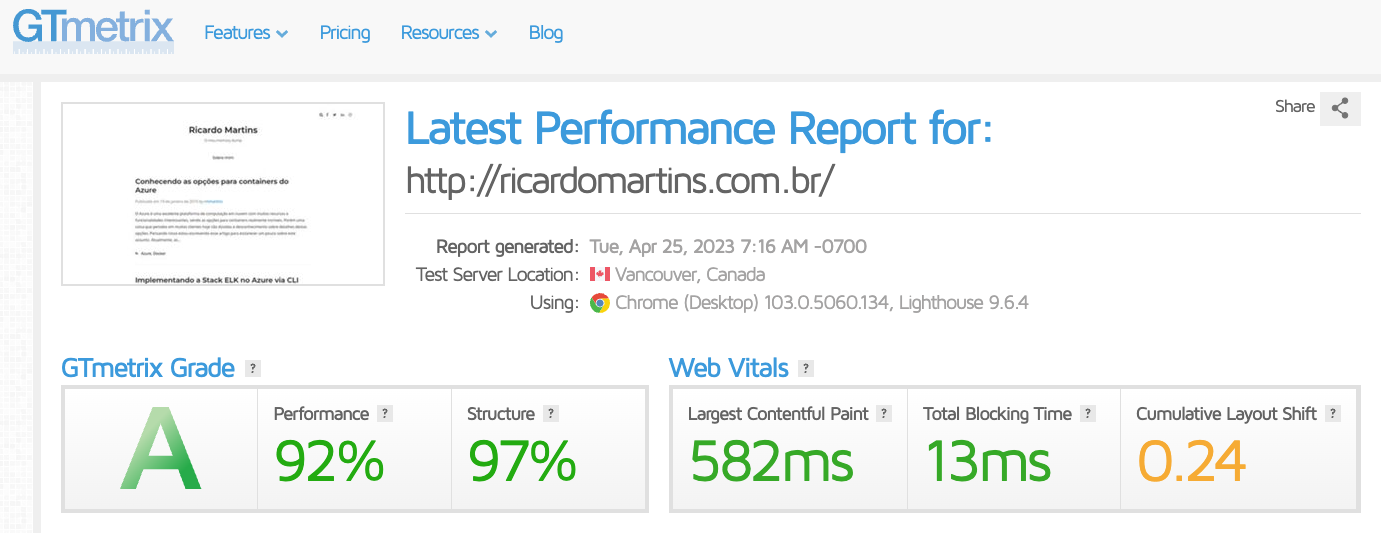 GTmetrix
Features
Pricing
Resources
Blog
Share
Ricardo Martins
Sobre mim
Conhecendo as opções para containers do
Azure
Implementando a Stack ELK no Azure via CLI
Latest Performance Report for:
http://ricardomartins.com.br/
Report generated: Tue, Apr 25, 2023 7:16 AM -0700
Test Server Location: Vancouver, Canada
Using: Chrome (Desktop) 103.0.5060.134, Lighthouse 9.6.4
GTmetrix Grade ?
A
Performance ?
92%
Structure ?
97%
Web Vitals ?
Largest Contentful Paint ?
582ms
Total Blocking Time ?
13ms
Cumulative Layout Shift ?
0.24